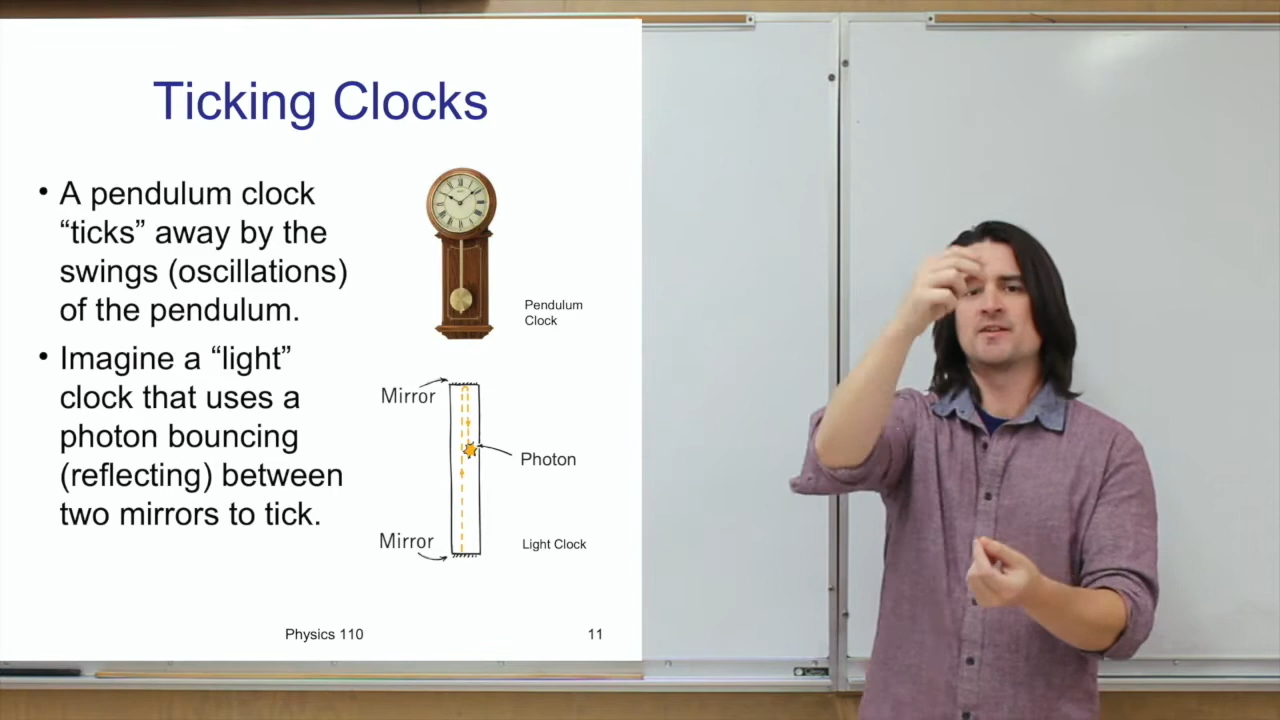 Ticking Clocks
• A pendulum clock
“ticks” away by the
swings (oscillations)
of the pendulum.
• Imagine a “light”
clock that uses a
photon bouncing
(reflecting) between
two mirrors to tick.
Pendulum
Clock
Mirror
Photon
Mirror
Light Clock
Physics 110
11